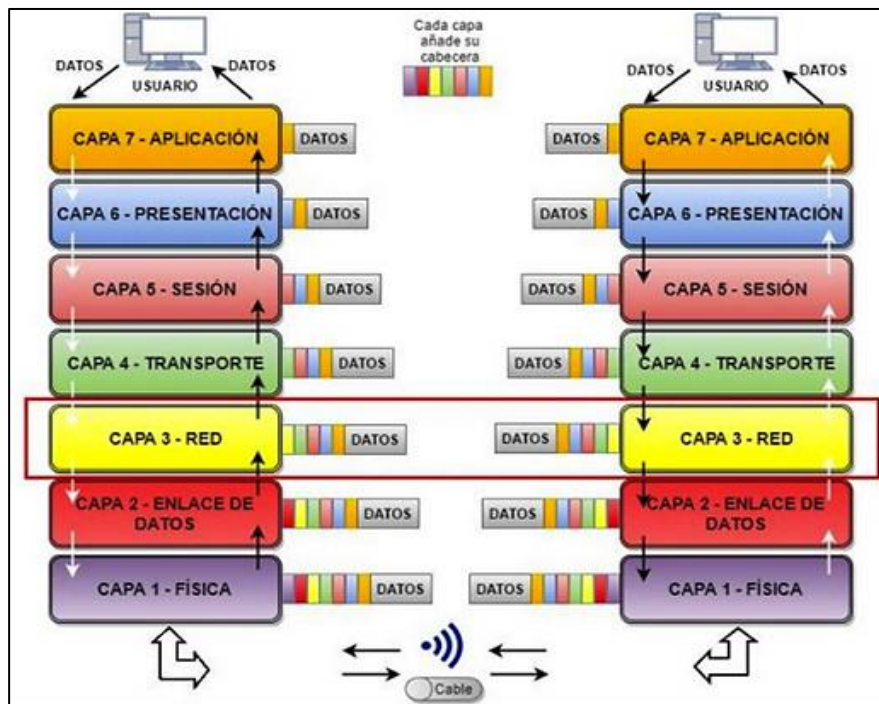 Cada capa
añade su
cabecera
DATOS
DATOS
USUARIO
DATOS
DATOS
USUARIO
CAPA 7 - APLICACIÓN
DATOS
DATOS
CAPA 7 - APLICACIÓN
CAPA 6 - PRESENTACIÓN
DATOS
DATOS
CAPA 6 - PRESENTACIÓN
CAPA 5 - SESIÓN
DATOS
DATOS
CAPA 5 - SESIÓN
CAPA 4 - TRANSPORTE
DATOS
DATOS
CAPA 4 - TRANSPORTE
CAPA 3 - RED
DATOS
DATOS
CAPA 3 - RED
CAPA 2 - ENLACE DE
DATOS
DATOS
DATOS
CAPA 2 - ENLACE DE
DATOS
CAPA 1 - FÍSICA
DATOS
DATOS
CAPA 1 - FÍSICA
Cable